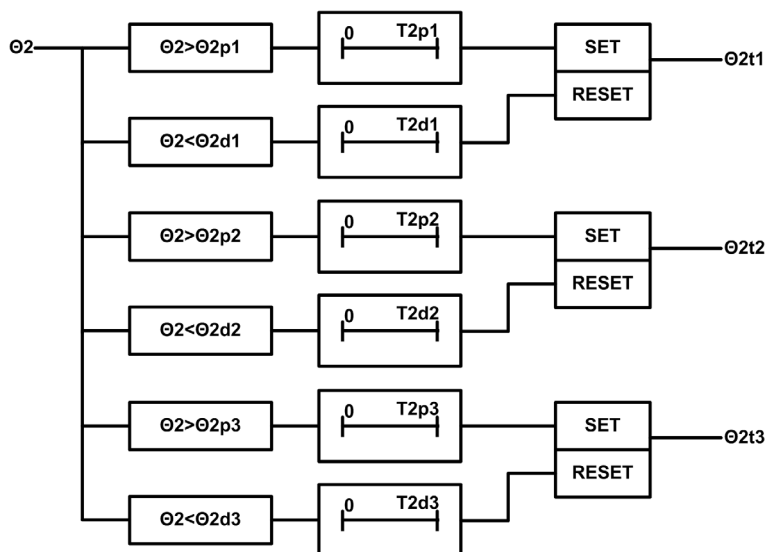 Θ2
Θ2>Θ2p1
0 T2p1
SET
Θ2t1
RESET
Θ2<Θ2d1
0 T2d1
Θ2>Θ2p2
0 T2p2
SET
Θ2t2
RESET
Θ2<Θ2d2
0 T2d2
Θ2>Θ2p3
0 T2p3
SET
Θ2t3
RESET
Θ2<Θ2d3
0 T2d3